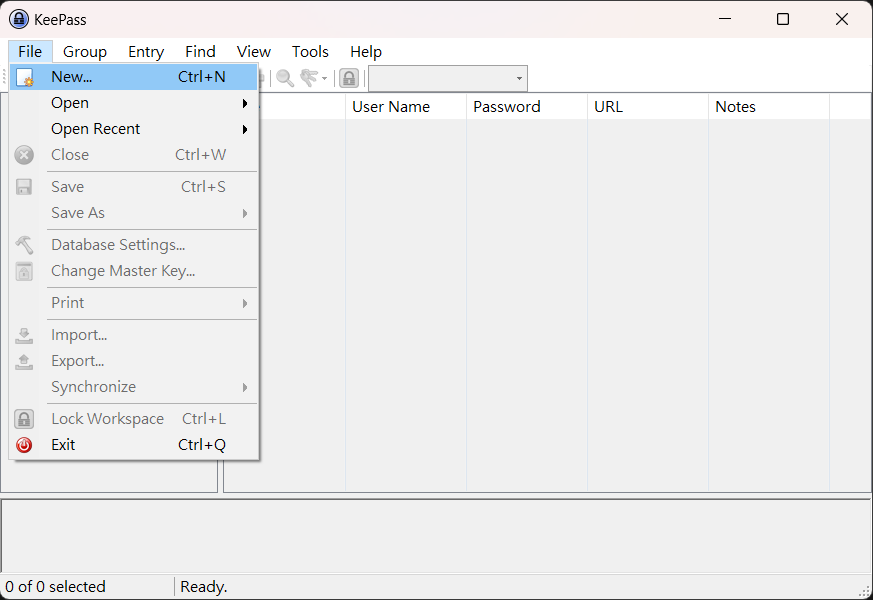 KeePass
File Group Entry Find View Tools Help
New... Ctrl+N
Open
Open Recent
Close Ctrl+W
Save Ctrl+S
Save As
Database Settings...
Change Master Key...
Print
Import...
Export...
Synchronize
Lock Workspace Ctrl+L
Exit Ctrl+Q
User Name Password URL Notes
0 of 0 selected Ready.